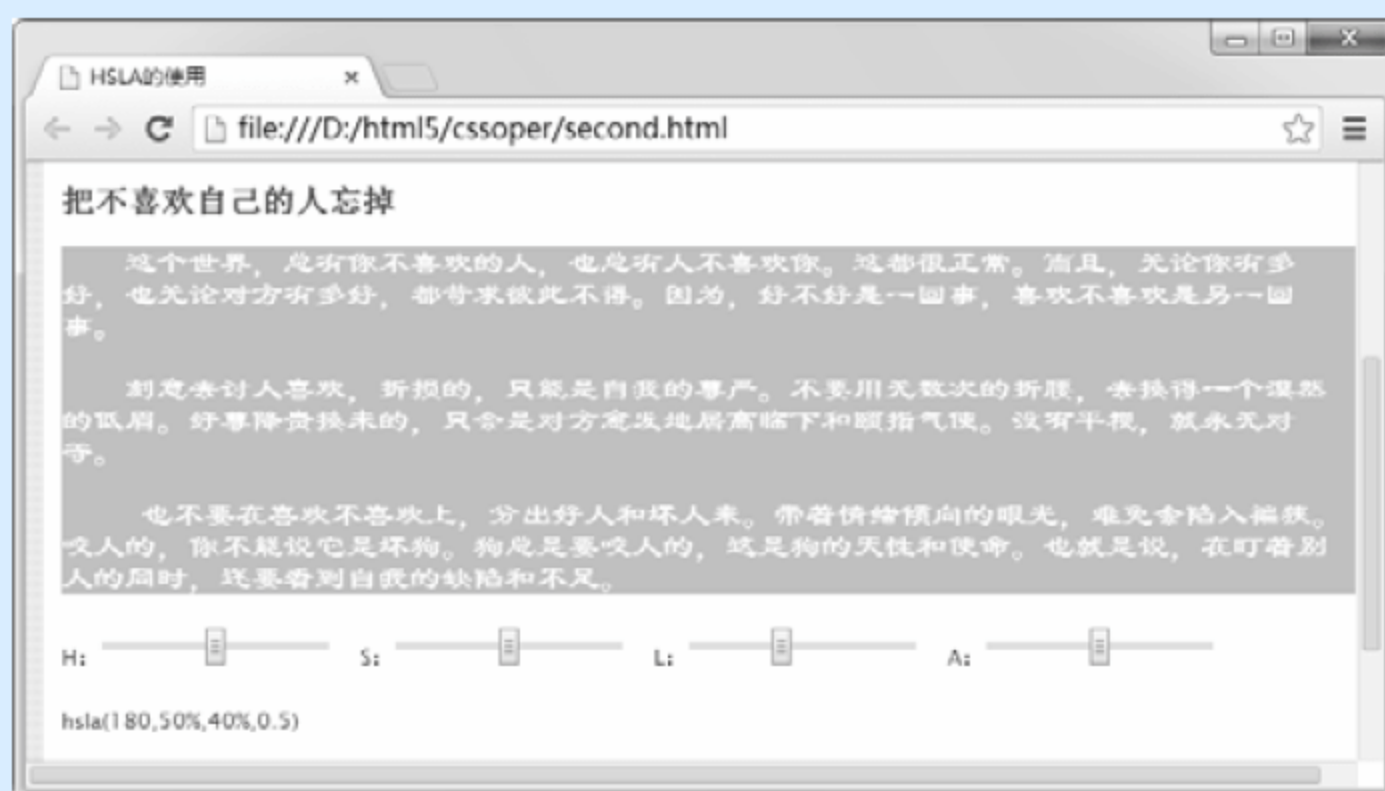 HSLA的使用
file:///D:/html5/cssoper/second.html
把不喜欢自己的人忘掉
这个世界，总有你不喜欢的人，也总有人不喜欢你。这都很正常。而且，无论你有多
好，也无论对方有多好，都苛求彼此不得。因为，好不好是一回事，喜欢不喜欢是另一回
事。
刻意去讨人喜欢，折损的，只能是自我的尊严。不要用无数次的折腰，去换得一个漠然
的低眉。纡尊降贵换来的，只会是对方愈发地居高临下和颐指气使。没有平视，就永无对
等。
也不要在喜欢不喜欢上，分出好人和坏人来。带着情绪倾向的眼光，难免会陷入褊狭。
咬人的，你不能说它是坏狗。狗总是要咬人的，这是狗的天性和使命。也就是说，在盯着别
人的同时，还要看到自我的缺陷和不足。
H: S: L: A:
hsla(180,50%,40%,0.5)